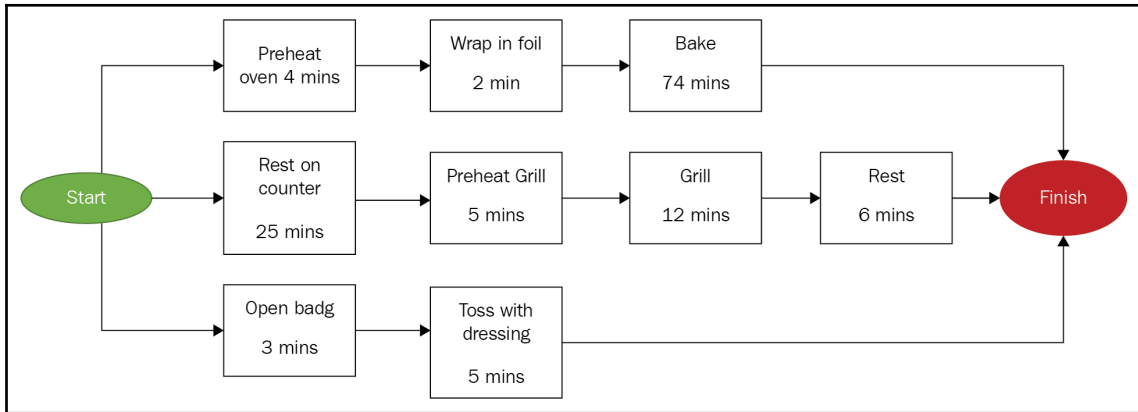 Preheat
oven 4 mins
Wrap in foil
2 min
Bake
74 mins
Start
Rest on
counter
25 mins
Preheat Grill
5 mins
Grill
12 mins
Rest
6 mins
Finish
Open badg
3 mins
Toss with
dressing
5 mins